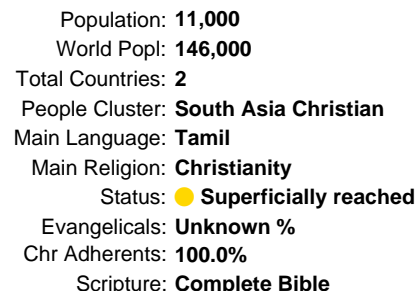 Population: 11,000
World Popl: 146,000
Total Countries: 2
People Cluster: South Asia Christian
Main Language: Tamil
Main Religion: Christianity
Status: Superficially reached
Evangelicals: Unknown %
Chr Adherents: 100.0%
Scripture: Complete Bible